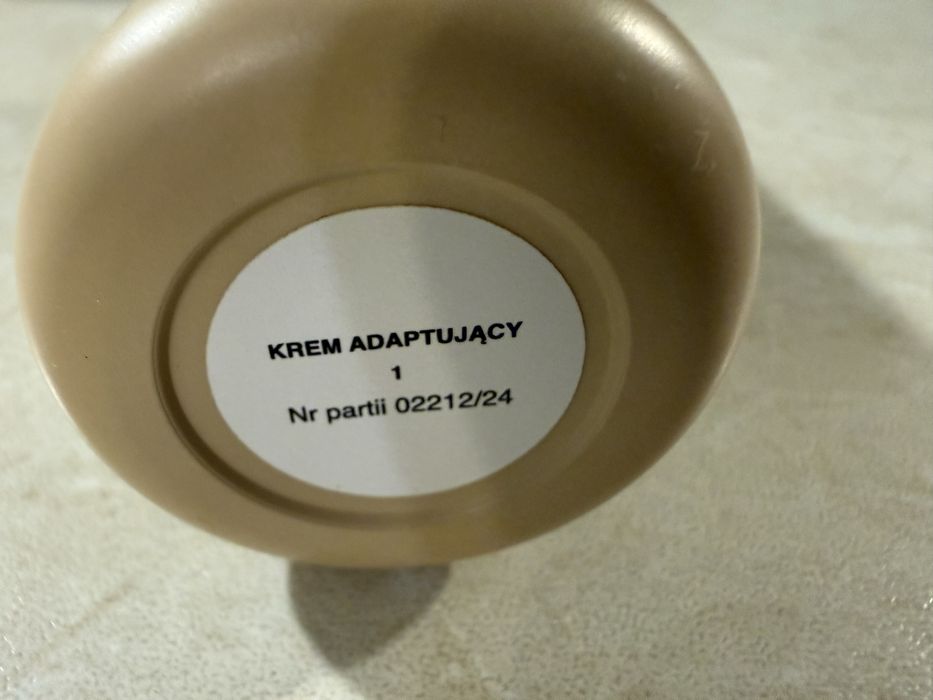 KREM ADAPTUJĄCY
1
Nr partii 02212/24